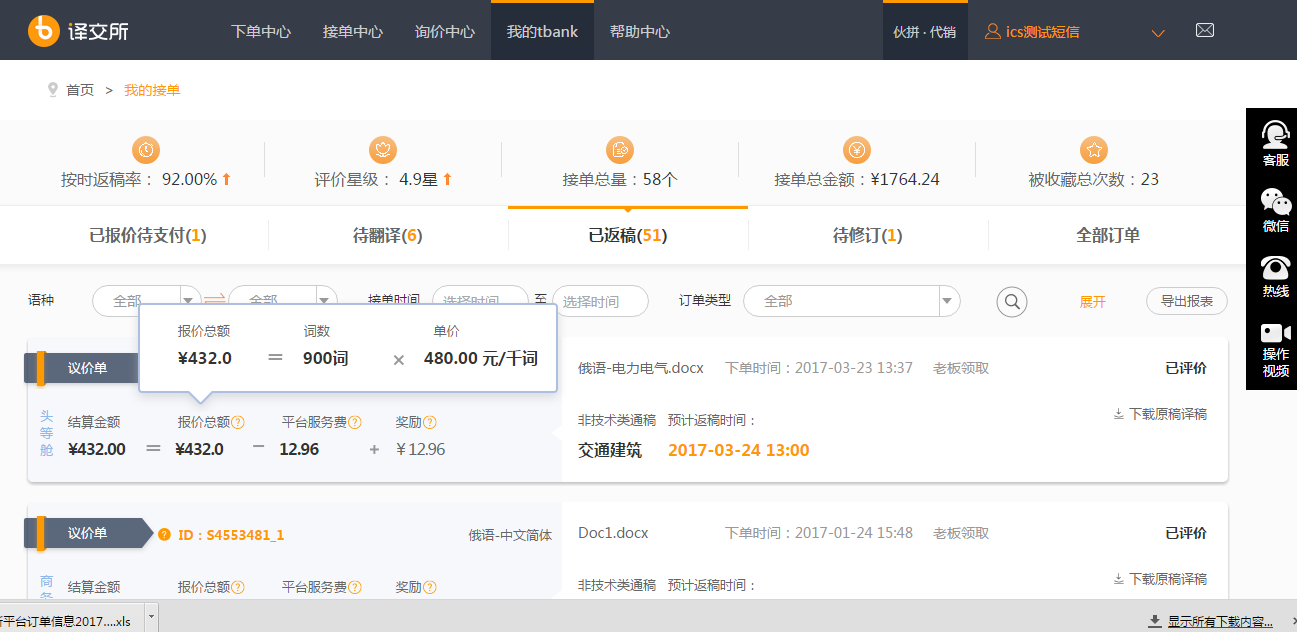 译交所 下单中心 接单中心 询价中心 我的tbank 帮助中心 伙拼·代销 ics测试短信
首页 > 我的接单
按时返稿率： 92.00% 评价星级： 4.9星 接单总量：58个 接单总金额：¥1764.24 被收藏总次数：23
已报价待支付(1) 待翻译(6) 已返稿(51) 待修订(1) 全部订单
语种 全部 全部 接单时间 选择时间 至 选择时间 订单类型 全部 展开 导出报表
报价总额 词数 单价
¥432.0 = 900词 × 480.00 元/千词
议价单 俄语-电力电气.docx 下单时间：2017-03-23 13:37 老板领取 已评价
头等舱 结算金额 报价总额? 平台服务费? 奖励? 非技术类通稿 预计返稿时间： 下载原稿译稿
¥432.00 = ¥432.0 - 12.96 + ¥12.96 交通建筑 2017-03-24 13:00
议价单 ? ID：S4553481_1 俄语-中文简体 Doc1.docx 下单时间：2017-01-24 15:48 老板领取 已评价
商务 结算金额 报价总额? 平台服务费? 奖励? 非技术类通稿 预计返稿时间： 下载原稿译稿
平台订单信息2017....xls 显示所有下载内容...
客服
微信
热线
操作
视频